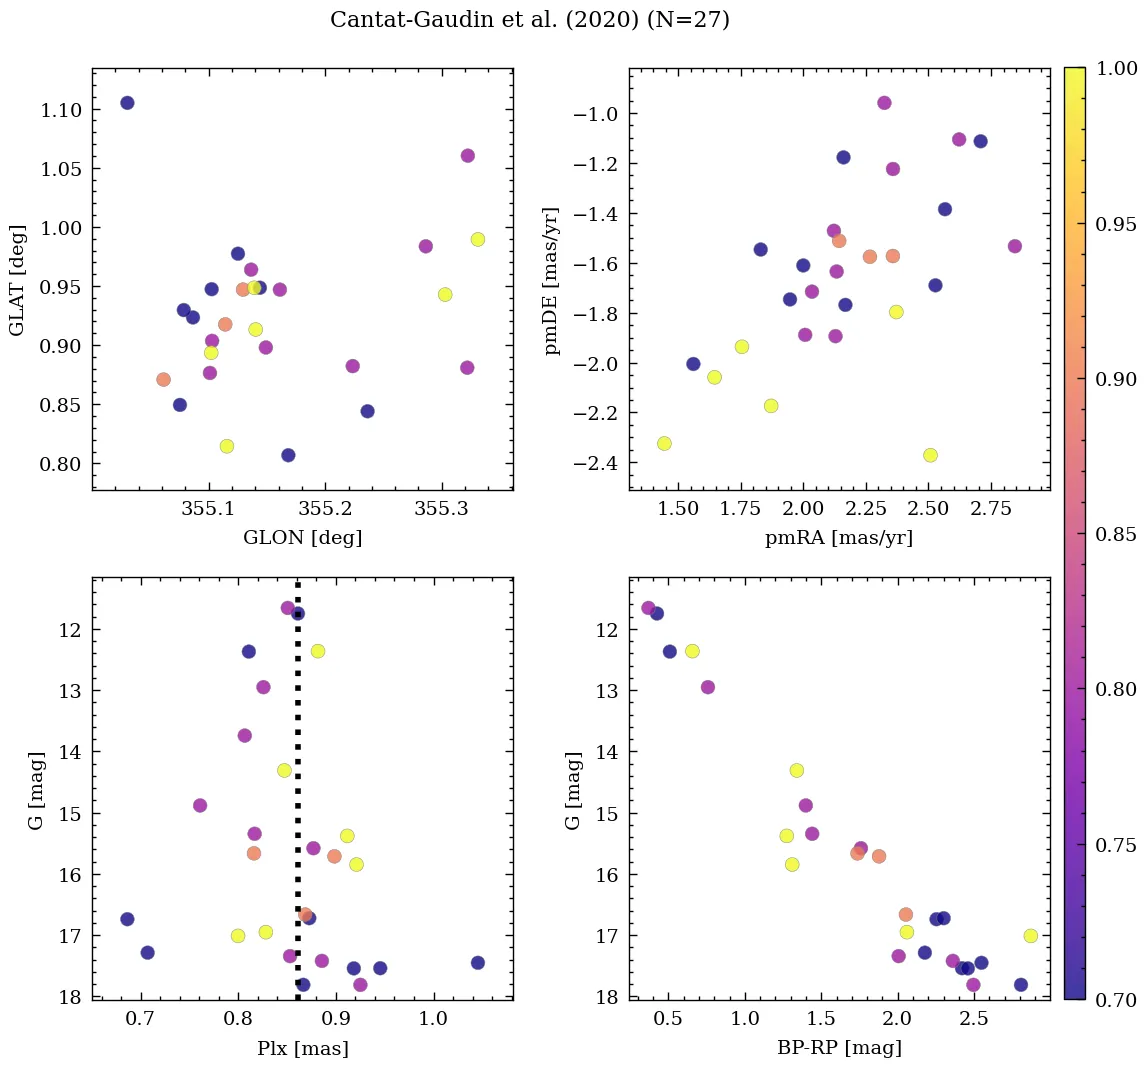 Cantat-Gaudin et al. (2020) (N=27)
1.10
1.05
1.00
0.95
0.90
0.85
0.80
GLAT [deg]
355.1 355.2 355.3
GLON [deg]
−1.0
−1.2
−1.4
−1.6
−1.8
−2.0
−2.2
−2.4
pmDE [mas/yr]
1.50 1.75 2.00 2.25 2.50 2.75
pmRA [mas/yr]
12
13
14
15
16
17
18
G [mag]
0.7 0.8 0.9 1.0
Plx [mas]
12
13
14
15
16
17
18
G [mag]
0.5 1.0 1.5 2.0 2.5
BP-RP [mag]
1.00
0.95
0.90
0.85
0.80
0.75
0.70